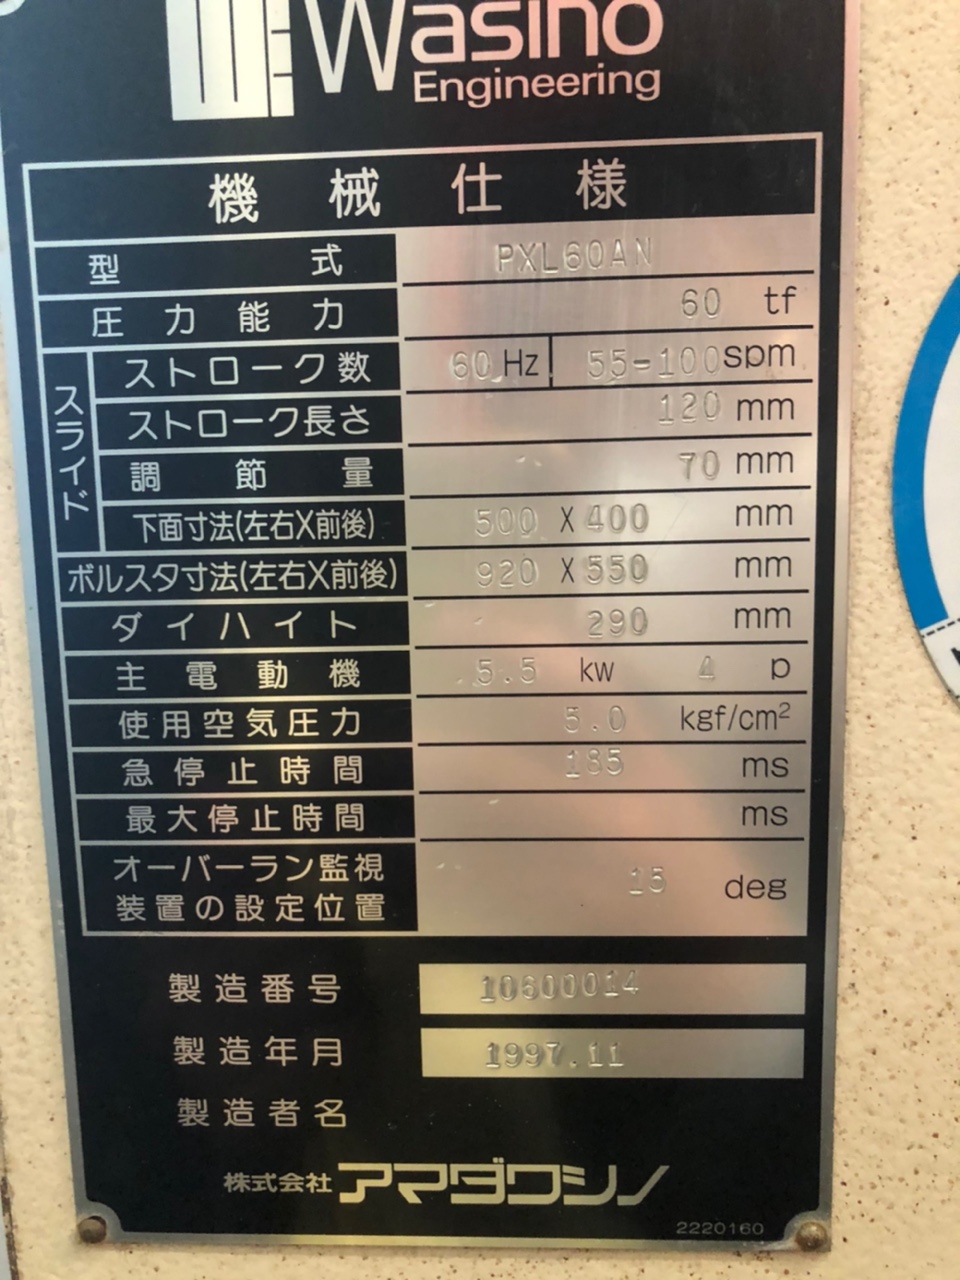 Wasino
Engineering
機械仕様
型式 PXL60AN
圧力能力 60 tf
スライド
ストローク数 60 Hz 55-100 spm
ストローク長さ 120 mm
調節量 70 mm
下面寸法(左右X前後) 500 X 400 mm
ボルスタ寸法(左右X前後) 920 X 550 mm
ダイハイト 290 mm
主電動機 5.5 kw 4 p
使用空気圧力 5.0 kgf/cm²
急停止時間 185 ms
最大停止時間 ms
オーバーラン監視
装置の設定位置 15 deg
製造番号 10600014
製造年月 1997.11
製造者名
株式会社アマダワシノ
2220160